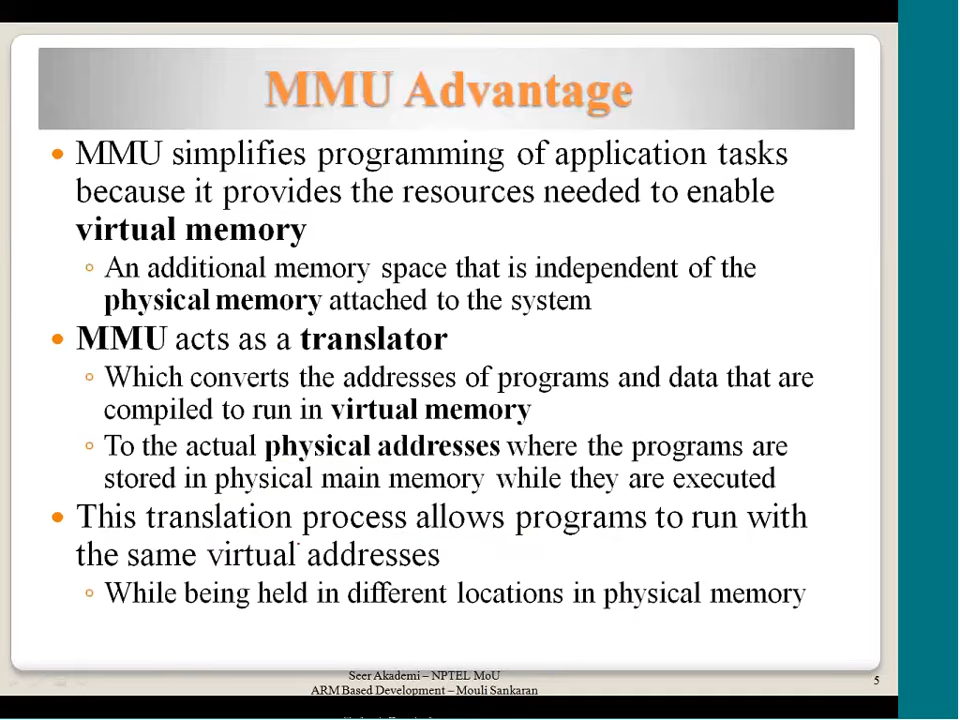 MMU Advantage
• MMU simplifies programming of application tasks
because it provides the resources needed to enable
virtual memory
◦ An additional memory space that is independent of the
physical memory attached to the system
• MMU acts as a translator
◦ Which converts the addresses of programs and data that are
compiled to run in virtual memory
◦ To the actual physical addresses where the programs are
stored in physical main memory while they are executed
• This translation process allows programs to run with
the same virtual addresses
◦ While being held in different locations in physical memory
Seer Akademi – NPTEL MoU
ARM Based Development – Mouli Sankaran
5